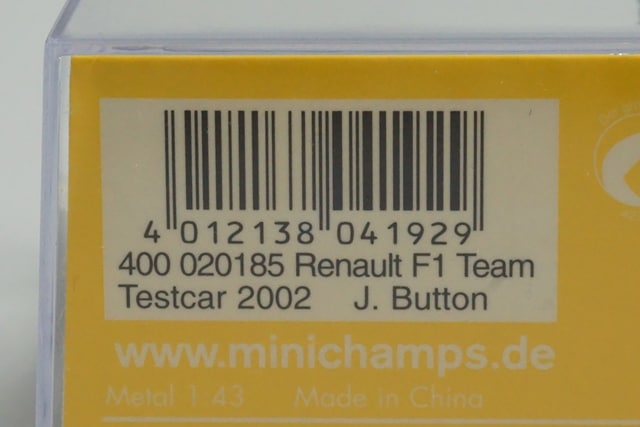 4 012138 041929
400 020185 Renault F1 Team
Testcar 2002 J. Button
www.minichamps.de
Metal 1:43 Made in China